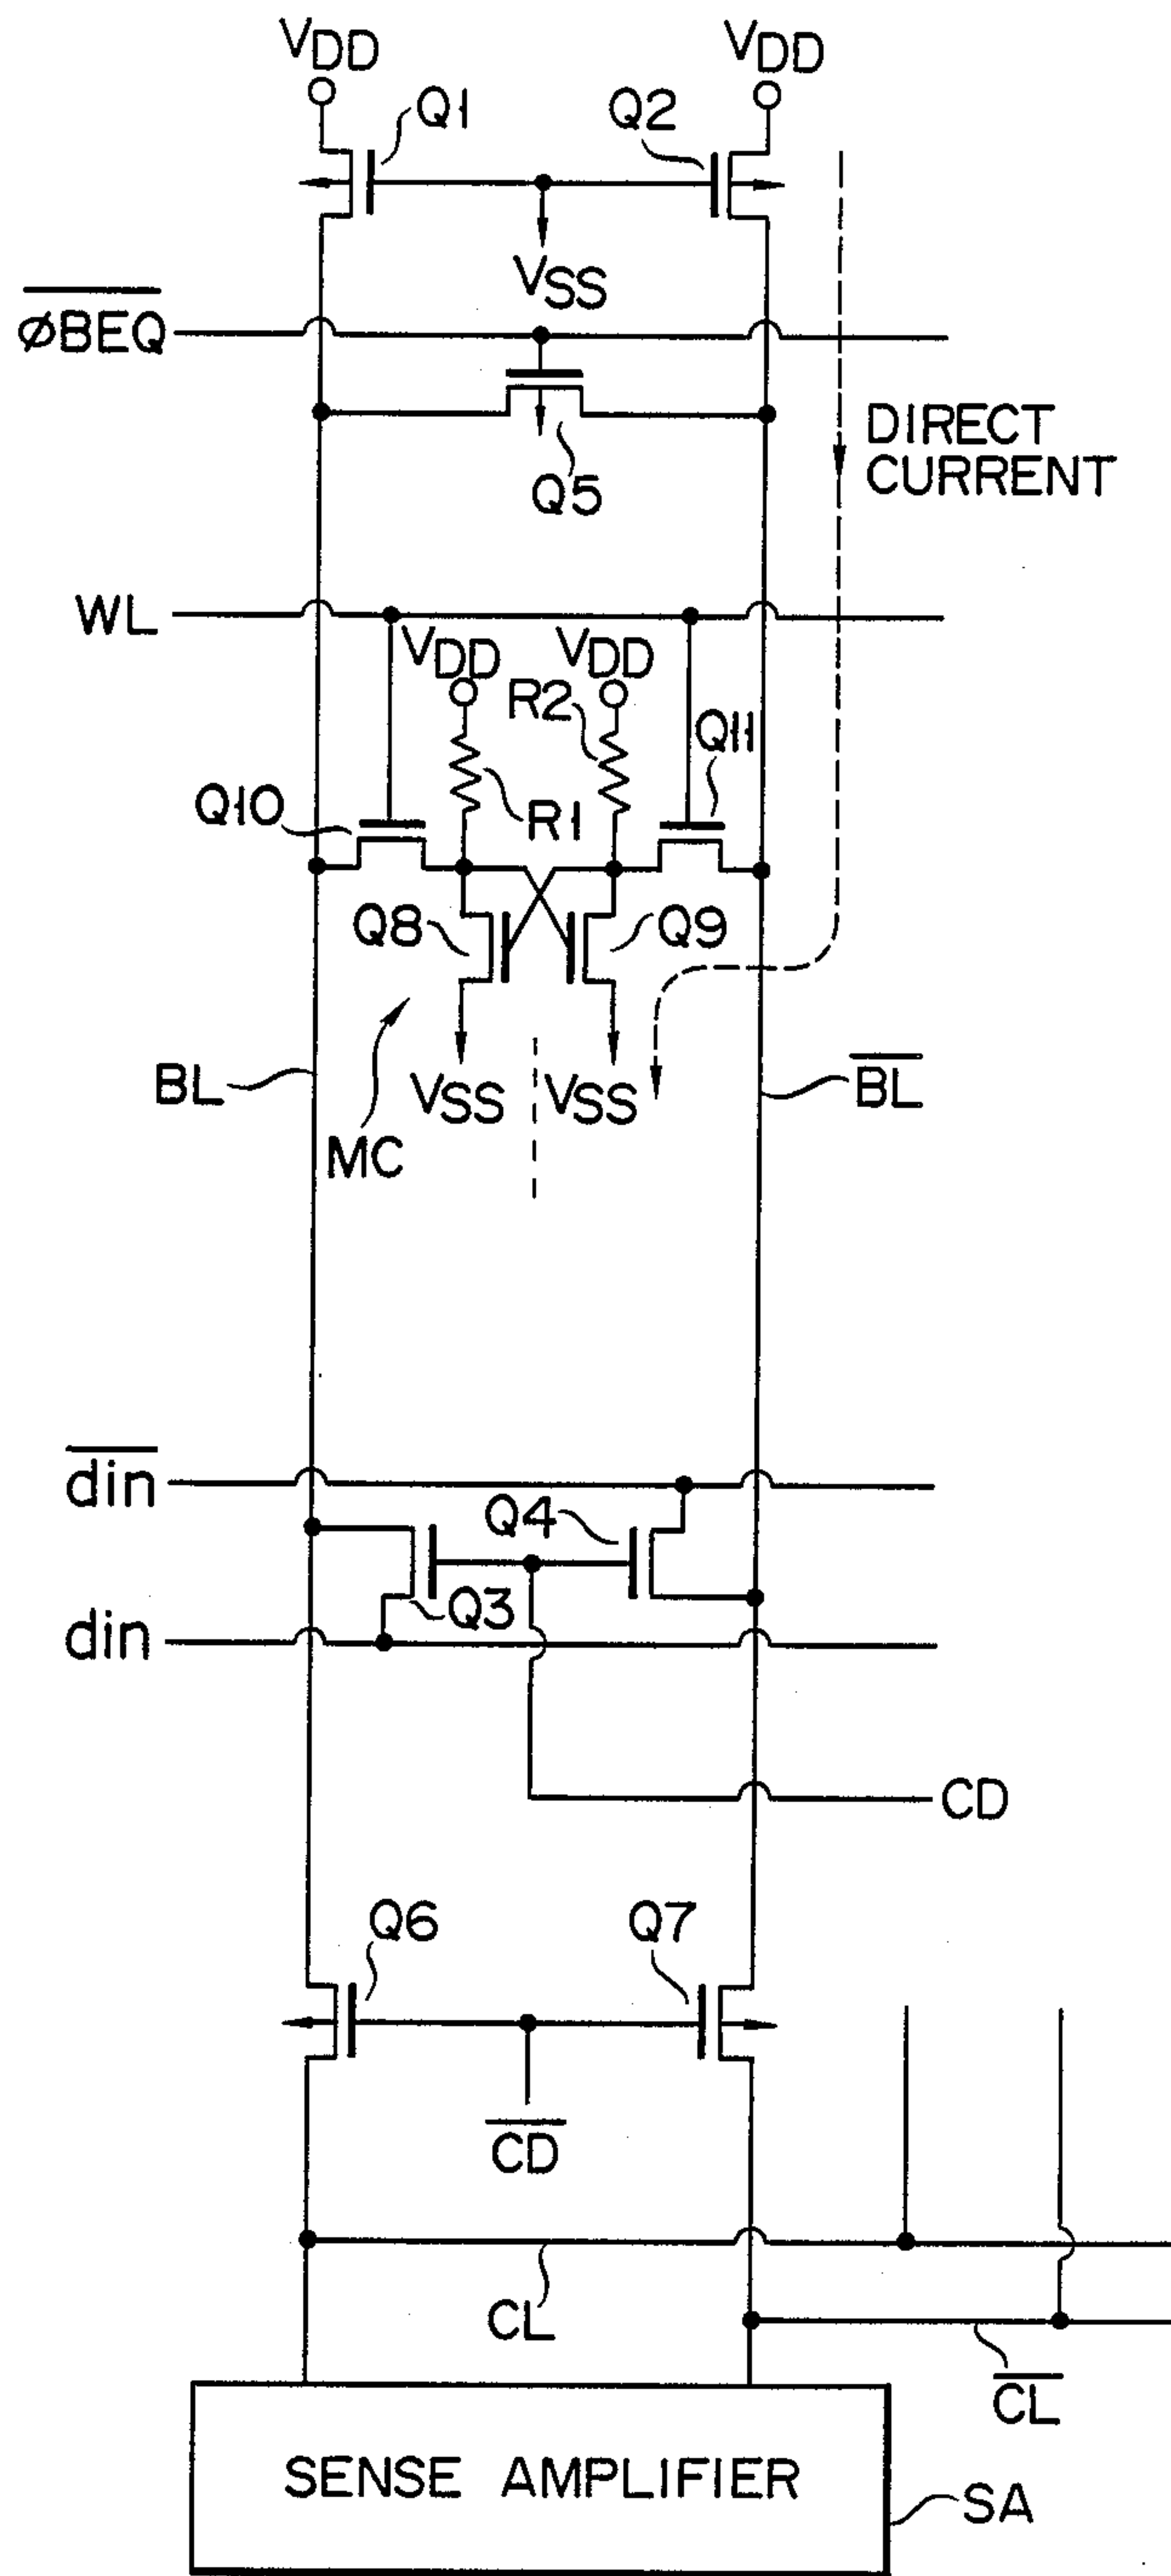 VDD VDD
Q1 Q2
VSS
φBEQ
Q5
DIRECT
CURRENT
WL
VDD VDD
R2
Q11
Q10
R1
Q8 Q9
BL
VSS VSS
BL
MC
din
Q4
Q3
din
CD
Q6 Q7
CD
CL
CL
SENSE AMPLIFIER
SA